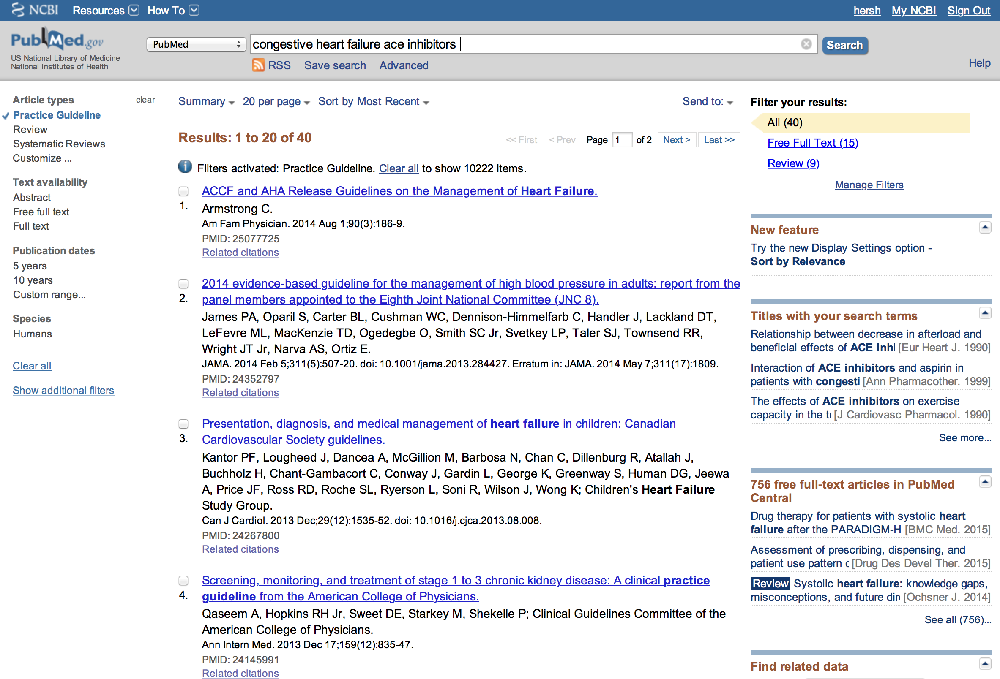 NCBI Resources How To hersh My NCBI Sign Out
PubMed.gov
US National Library of Medicine
National Institutes of Health
PubMed
congestive heart failure ace inhibitors
Search
RSS Save search Advanced
Help
Article types clear
Practice Guideline
Review
Systematic Reviews
Customize ...
Text availability
Abstract
Free full text
Full text
Publication dates
5 years
10 years
Custom range...
Species
Humans
Clear all
Show additional filters
Summary 20 per page Sort by Most Recent Send to:
Results: 1 to 20 of 40
<< First < Prev Page 1 of 2 Next > Last >>
Filters activated: Practice Guideline. Clear all to show 10222 items.
ACCF and AHA Release Guidelines on the Management of Heart Failure.
1.
Armstrong C.
Am Fam Physician. 2014 Aug 1;90(3):186-9.
PMID: 25077725
Related citations
2014 evidence-based guideline for the management of high blood pressure in adults: report from the
2. panel members appointed to the Eighth Joint National Committee (JNC 8).
James PA, Oparil S, Carter BL, Cushman WC, Dennison-Himmelfarb C, Handler J, Lackland DT,
LeFevre ML, MacKenzie TD, Ogedegbe O, Smith SC Jr, Svetkey LP, Taler SJ, Townsend RR,
Wright JT Jr, Narva AS, Ortiz E.
JAMA. 2014 Feb 5;311(5):507-20. doi: 10.1001/jama.2013.284427. Erratum in: JAMA. 2014 May 7;311(17):1809.
PMID: 24352797
Related citations
Presentation, diagnosis, and medical management of heart failure in children: Canadian
3. Cardiovascular Society guidelines.
Kantor PF, Lougheed J, Dancea A, McGillion M, Barbosa N, Chan C, Dillenburg R, Atallah J,
Buchholz H, Chant-Gambacort C, Conway J, Gardin L, George K, Greenway S, Human DG, Jeewa
A, Price JF, Ross RD, Roche SL, Ryerson L, Soni R, Wilson J, Wong K; Children's Heart Failure
Study Group.
Can J Cardiol. 2013 Dec;29(12):1535-52. doi: 10.1016/j.cjca.2013.08.008.
PMID: 24267800
Related citations
Screening, monitoring, and treatment of stage 1 to 3 chronic kidney disease: A clinical practice
4. guideline from the American College of Physicians.
Qaseem A, Hopkins RH Jr, Sweet DE, Starkey M, Shekelle P; Clinical Guidelines Committee of the
American College of Physicians.
Ann Intern Med. 2013 Dec 17;159(12):835-47.
PMID: 24145991
Related citations
Filter your results:
All (40)
Free Full Text (15)
Review (9)
Manage Filters
New feature
Try the new Display Settings option -
Sort by Relevance
Titles with your search terms
Relationship between decrease in afterload and
beneficial effects of ACE inhi [Eur Heart J. 1990]
Interaction of ACE inhibitors and aspirin in
patients with congesti [Ann Pharmacother. 1999]
The effects of ACE inhibitors on exercise
capacity in the tr [J Cardiovasc Pharmacol. 1990]
See more...
756 free full-text articles in PubMed
Central
Drug therapy for patients with systolic heart
failure after the PARADIGM-H [BMC Med. 2015]
Assessment of prescribing, dispensing, and
patient use pattern c [Drug Des Devel Ther. 2015]
Review Systolic heart failure: knowledge gaps,
misconceptions, and future dire [Ochsner J. 2014]
See all (756)...
Find related data